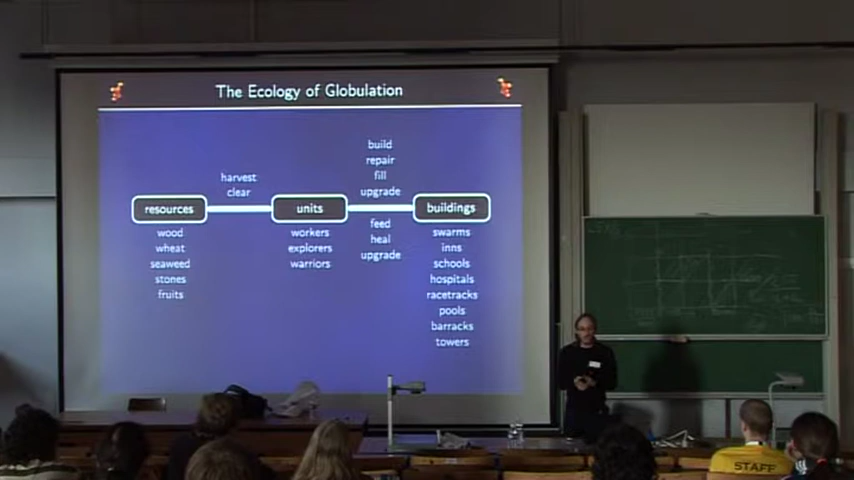 The Ecology of Globulation
build
repair
fill
upgrade
harvest
clear
resources
units
buildings
wood
wheat
seaweed
stones
fruits
workers
explorers
warriors
feed
heal
upgrade
swarms
inns
schools
hospitals
racetracks
pools
barracks
towers
STAFF